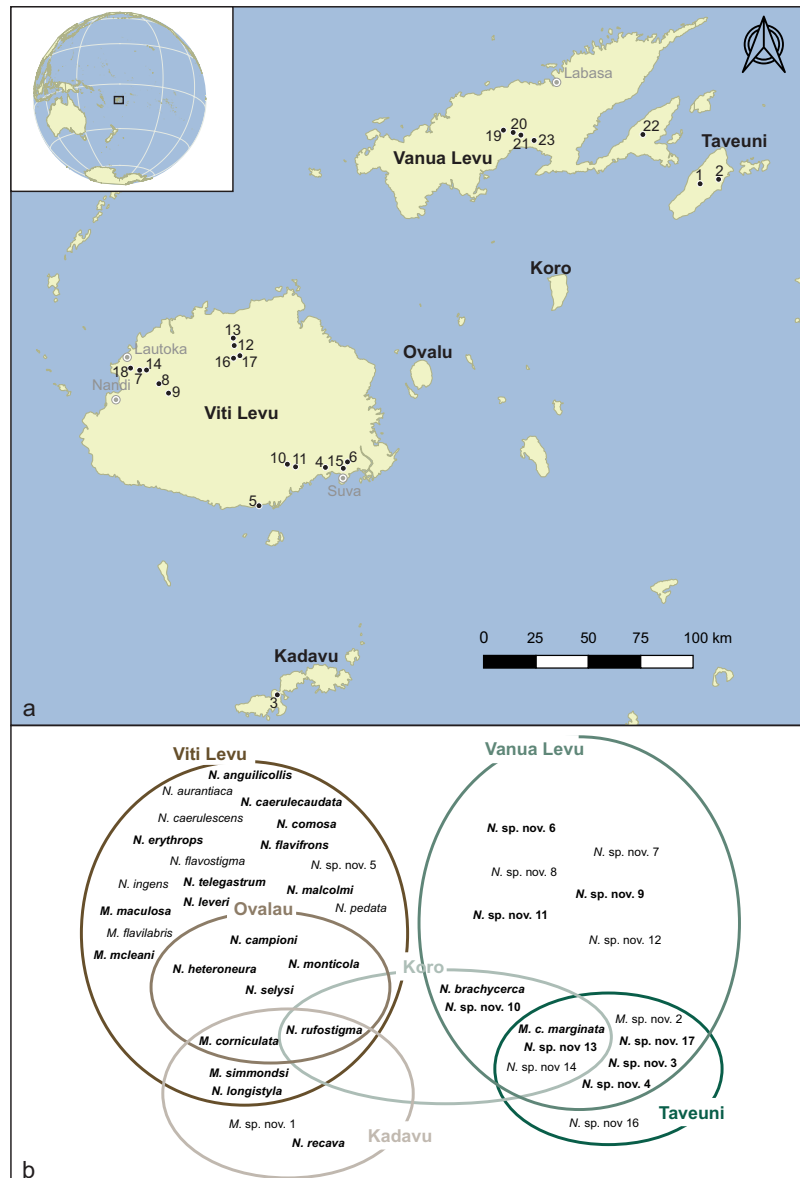 Labasa
20
19
21
23
22
Taveuni
Vanua Levu
1
2
Koro
13
Lautoka
12
16
17
18
7
14
Ovalu
8
Nandi
9
Viti Levu
10
11
4
15
6
Suva
5
0 25 50 75 100 km
Kadavu
3
a
Viti Levu
Vanua Levu
N. anguilicollis
N. aurantiaca
N. caerulecaudata
N. caerulescens
N. comosa
N. erythrops
N. flavifrons
N. flavostigma
N. sp. nov. 5
N. ingens
N. telegastrum
N. malcolmi
N. leveri
N. pedata
M. maculosa
Ovalau
M. flavilabris
N. campioni
M. mcleani
N. heteroneura
N. monticola
N. selysi
Koro
N. sp. nov. 6
N. sp. nov. 7
N. sp. nov. 8
N. sp. nov. 9
N. sp. nov. 11
N. sp. nov. 12
N. brachycerca
N. sp. nov. 10
M. c. marginata
N. sp. nov 13
N. sp. nov 14
M. sp. nov. 2
N. sp. nov. 17
N. sp. nov. 3
N. sp. nov. 4
N. rufostigma
M. corniculata
M. simmondsi
N. longistyla
Taveuni
N. sp. nov 16
M. sp. nov. 1
Kadavu
N. recava
b